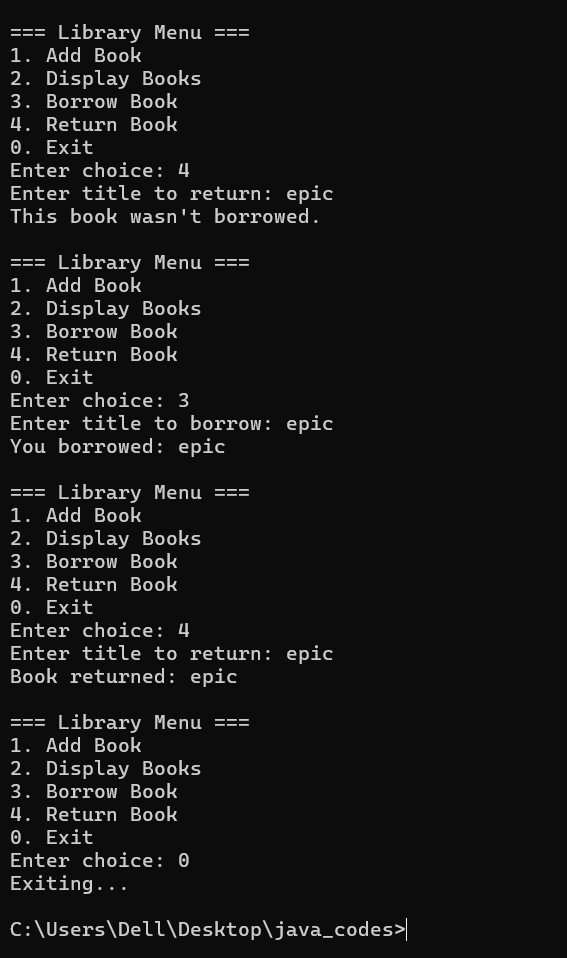 === Library Menu ===
1. Add Book
2. Display Books
3. Borrow Book
4. Return Book
0. Exit
Enter choice: 4
Enter title to return: epic
This book wasn't borrowed.

=== Library Menu ===
1. Add Book
2. Display Books
3. Borrow Book
4. Return Book
0. Exit
Enter choice: 3
Enter title to borrow: epic
You borrowed: epic

=== Library Menu ===
1. Add Book
2. Display Books
3. Borrow Book
4. Return Book
0. Exit
Enter choice: 4
Enter title to return: epic
Book returned: epic

=== Library Menu ===
1. Add Book
2. Display Books
3. Borrow Book
4. Return Book
0. Exit
Enter choice: 0
Exiting...

C:\Users\Dell\Desktop\java_codes>